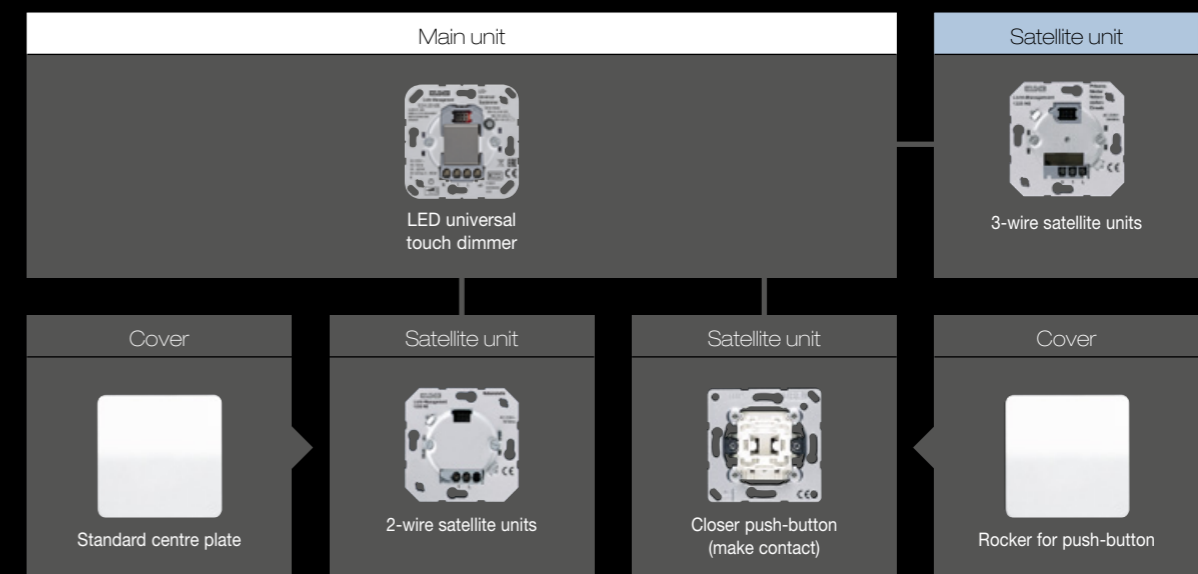 Main unit
Satellite unit
LED universal
touch dimmer
3-wire satellite units
Cover
Satellite unit
Satellite unit
Cover
Standard centre plate
2-wire satellite units
Closer push-button
(make contact)
Rocker for push-button